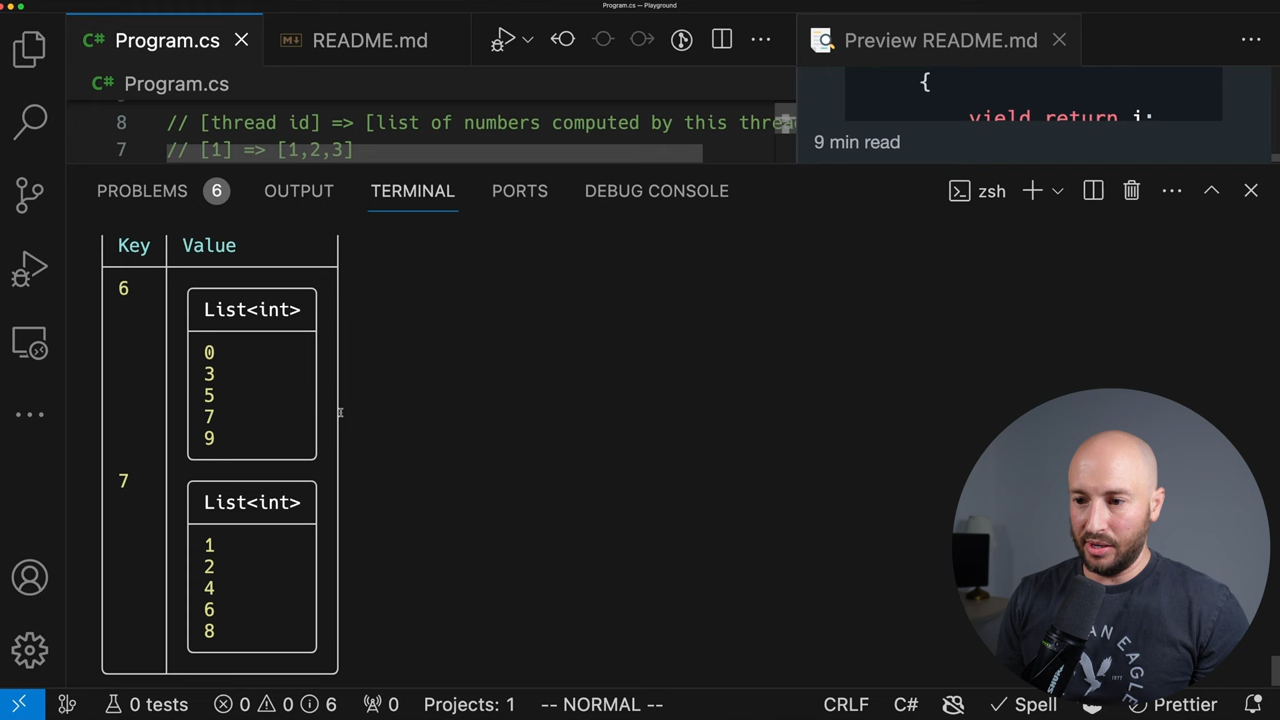 Program.cs — Playground
C# Program.cs
README.md
Preview README.md
C# Program.cs
{
8 // [thread id] => [list of numbers computed by this threa
yield return i;
7 // [1] => [1,2,3]
9 min read
PROBLEMS 6 OUTPUT TERMINAL PORTS DEBUG CONSOLE
zsh
Key Value
6
List<int>
0
3
5
7
9
7
List<int>
1
2
4
6
8
AN EAGLE
0 tests 0 0 6 0 Projects: 1 -- NORMAL -- CRLF C# Spell Prettier